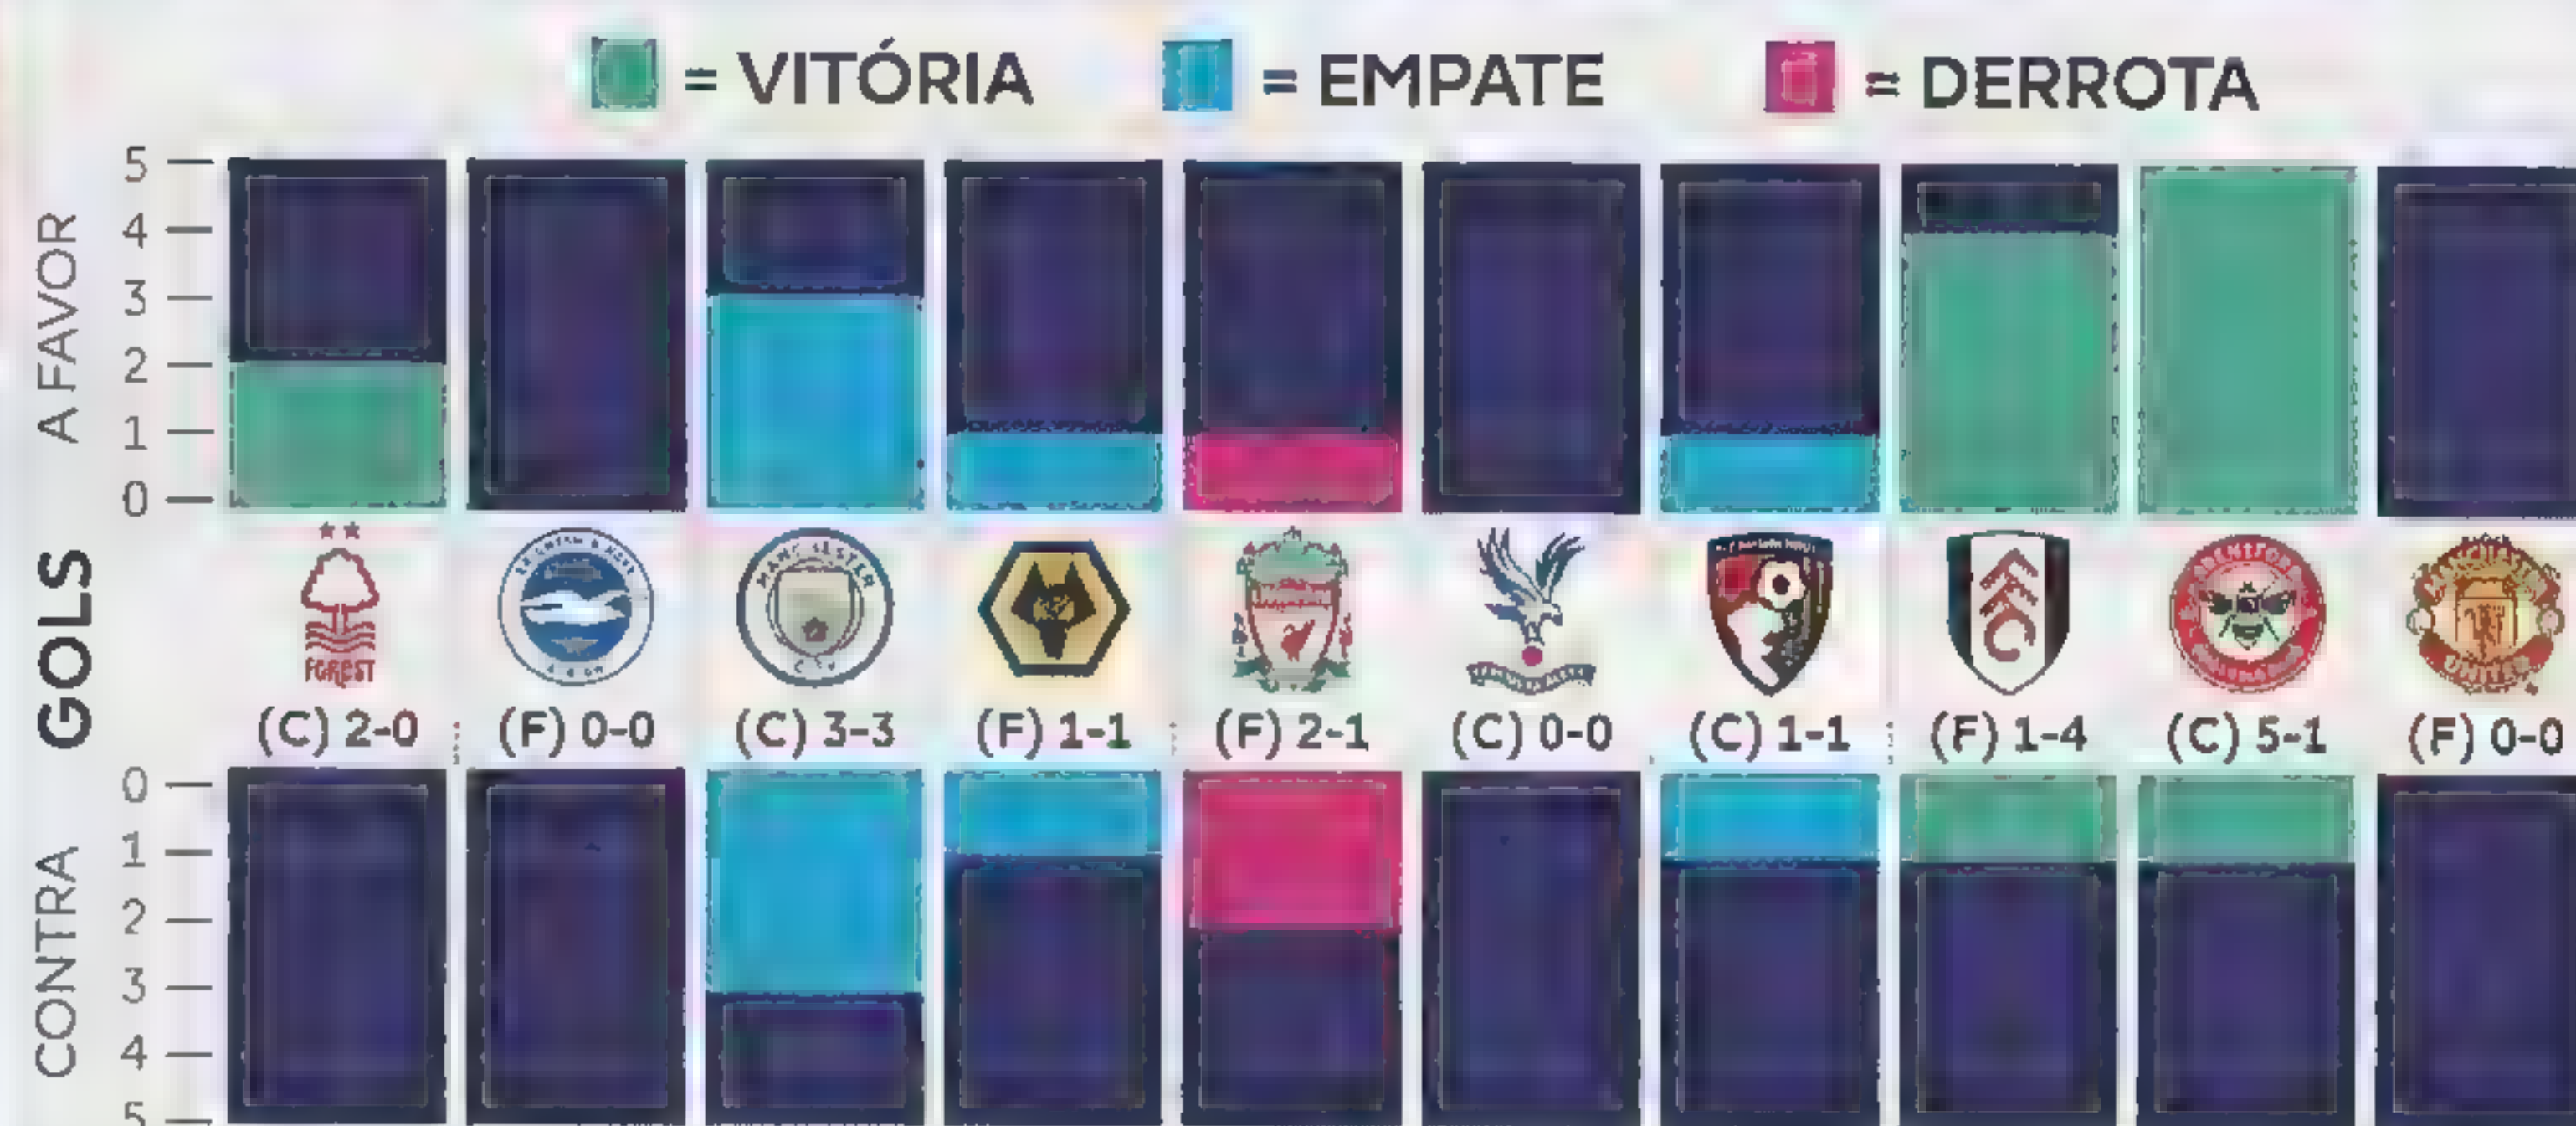 = VITÓRIA = EMPATE = DERROTA
A FAVOR
5
4
3
2
1
0
GOLS
FOREST
(C) 2-0 (F) 0-0 (C) 3-3 (F) 1-1 (F) 2-1 (C) 0-0 (C) 1-1 (F) 1-4 (C) 5-1 (F) 0-0
CONTRA
0
1
2
3
4
5